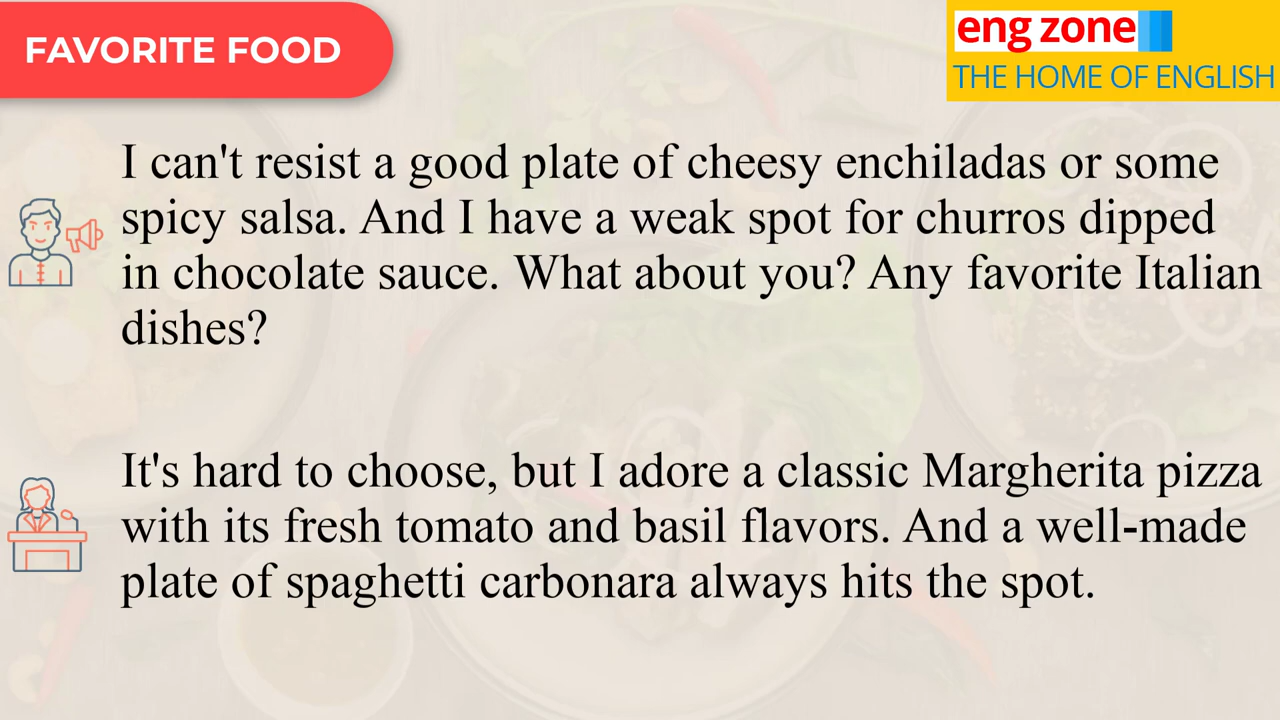 FAVORITE FOOD
eng zone
THE HOME OF ENGLISH
I can't resist a good plate of cheesy enchiladas or some
spicy salsa. And I have a weak spot for churros dipped
in chocolate sauce. What about you? Any favorite Italian
dishes?
It's hard to choose, but I adore a classic Margherita pizza
with its fresh tomato and basil flavors. And a well-made
plate of spaghetti carbonara always hits the spot.